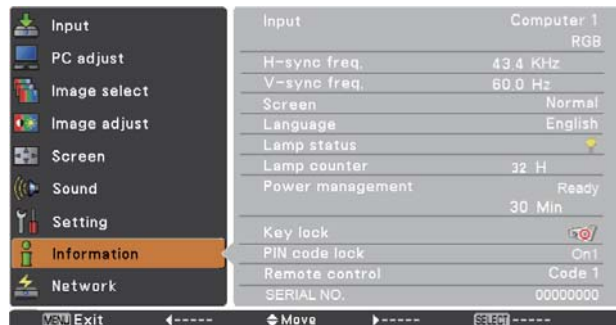 Input
PC adjust
Image select
Image adjust
Screen
Sound
Setting
Information
Network
Input Computer 1
RGB
H-sync freq. 43.4 KHz
V-sync freq. 60.0 Hz
Screen Normal
Language English
Lamp status
Lamp counter 32 H
Power management Ready
30 Min
Key lock
PIN code lock On1
Remote control Code 1
SERIAL NO. 00000000
MENU Exit ◄----- ◆Move ►----- SELECT -----